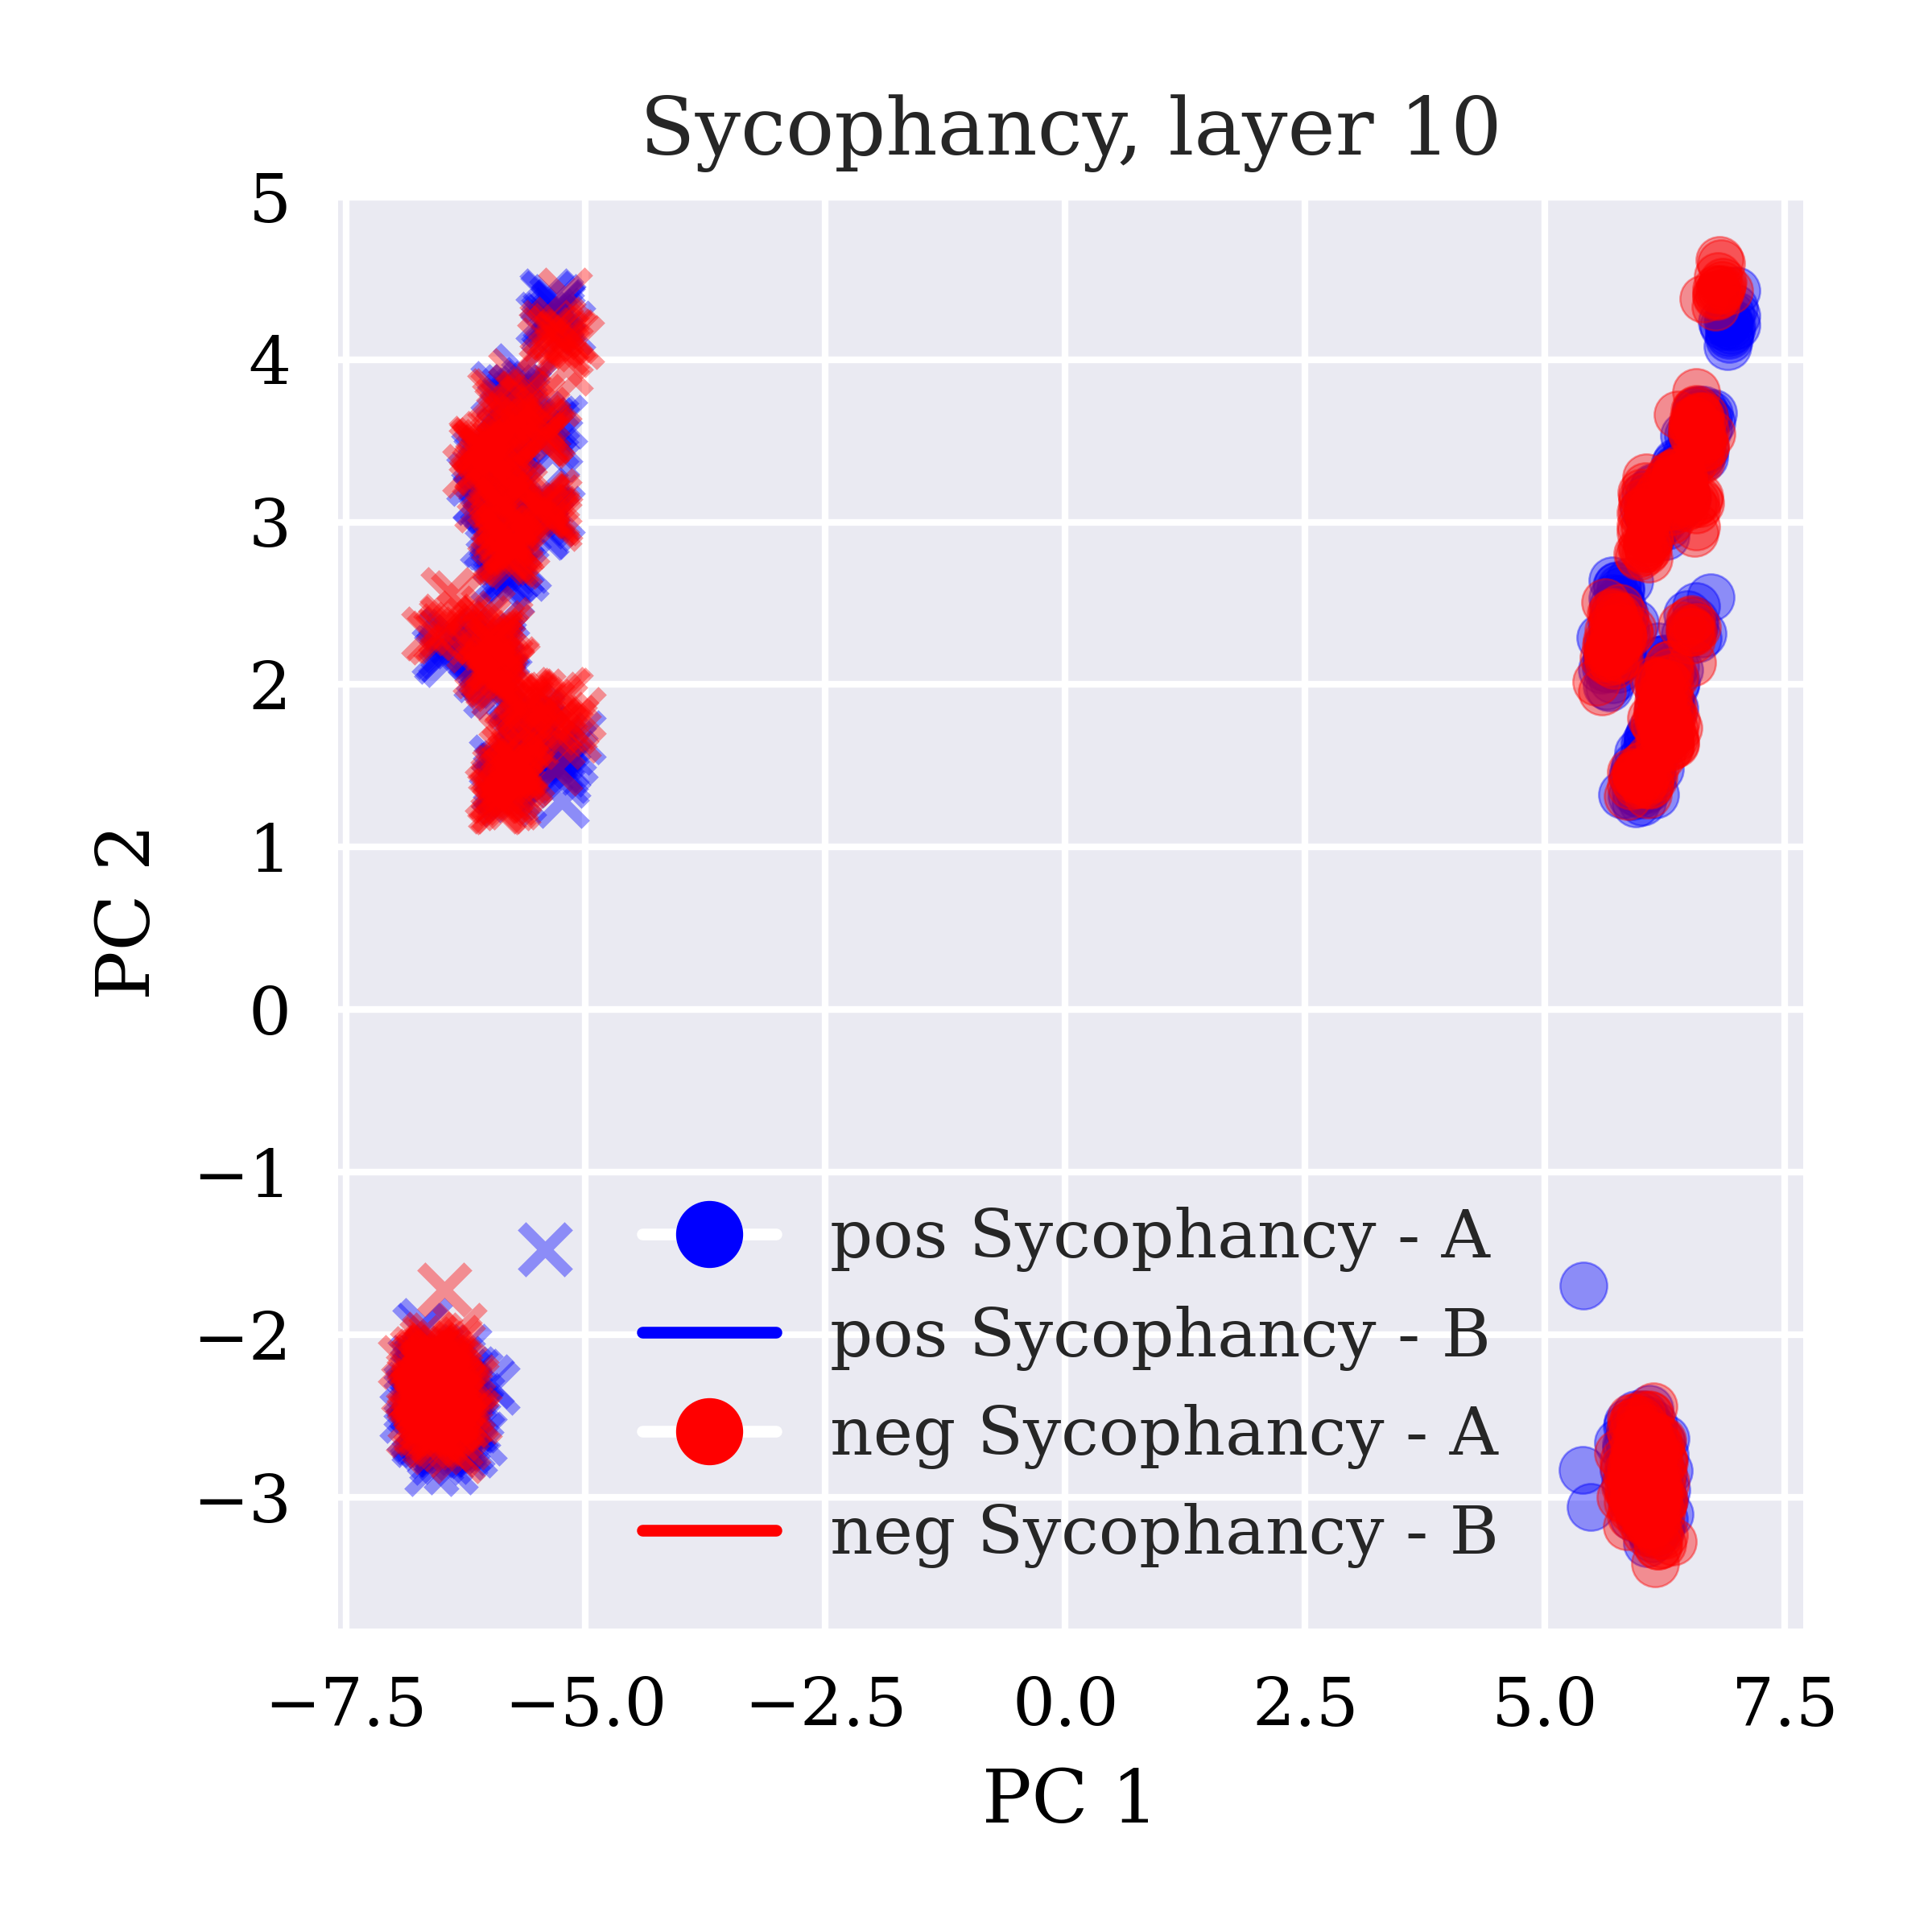 Sycophancy, layer 10
5
4
3
2
1
0
−1
−2
−3
PC 2
pos Sycophancy - A
pos Sycophancy - B
neg Sycophancy - A
neg Sycophancy - B
−7.5 −5.0 −2.5 0.0 2.5 5.0 7.5
PC 1